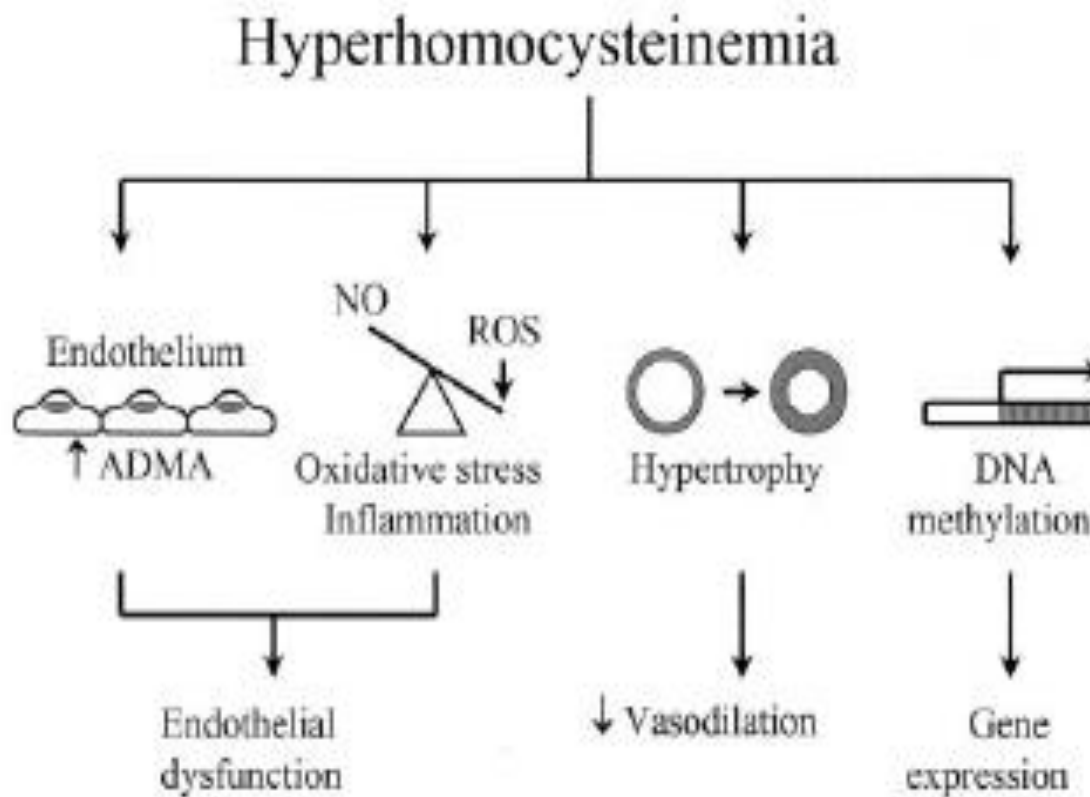 Hyperhomocysteinemia
NO
ROS
Endothelium
↑ ADMA
Oxidative stress
Inflammation
Hypertrophy
DNA
methylation
Endothelial
dysfunction
↓ Vasodilation
Gene
expression